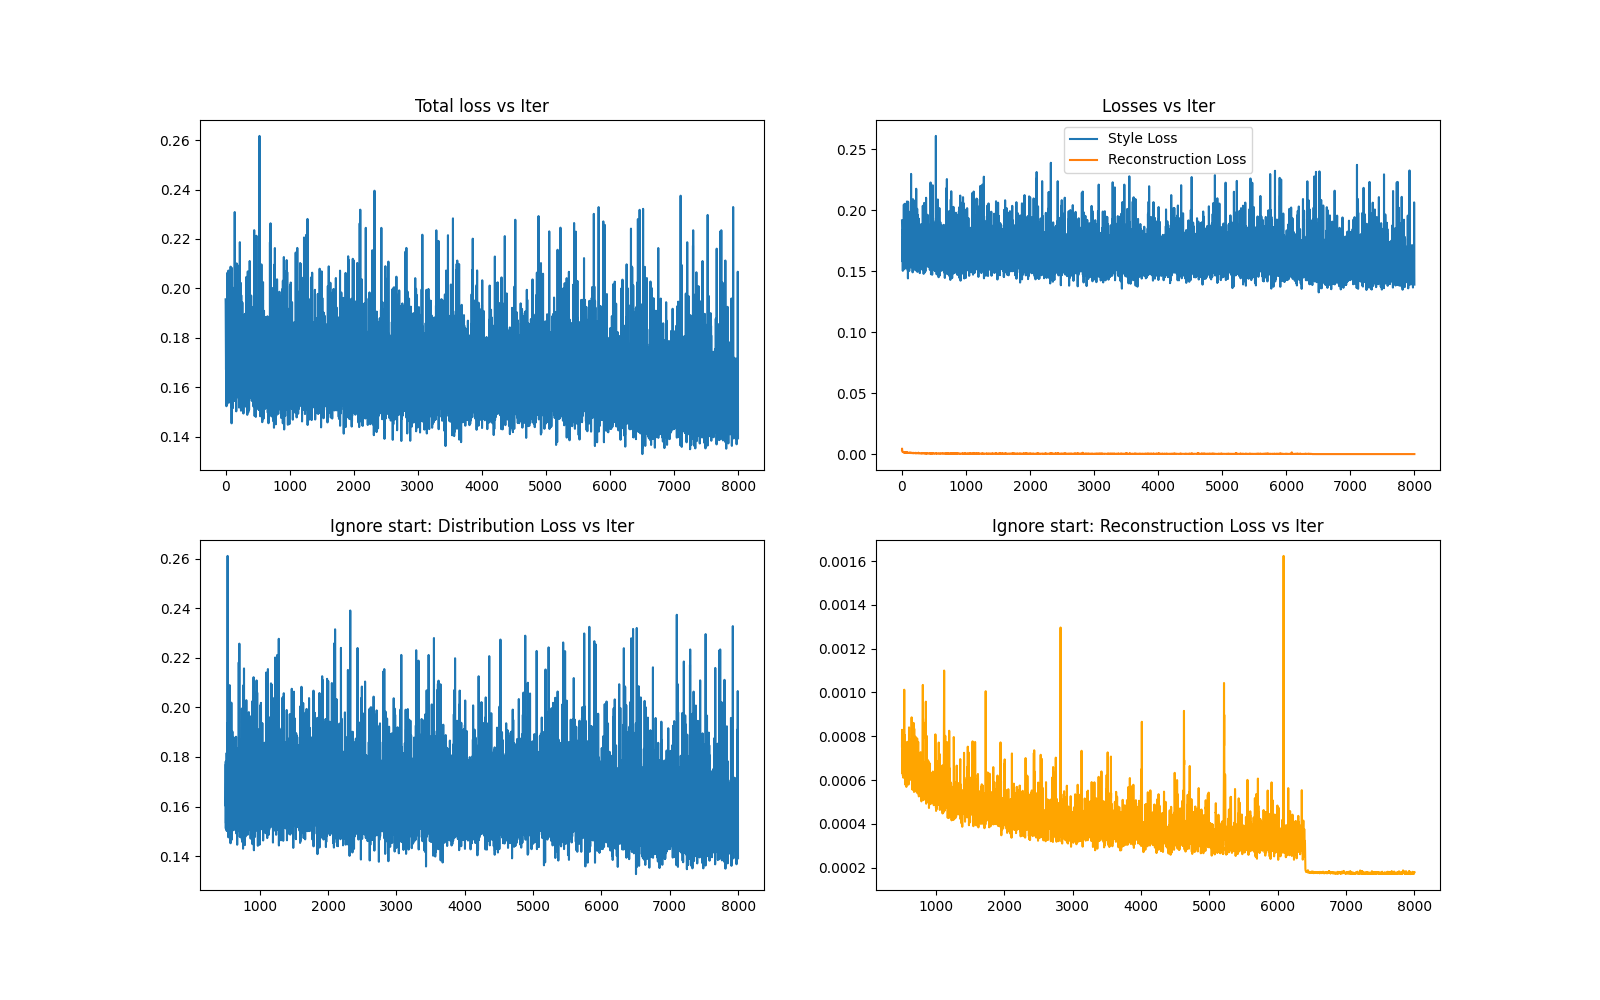 Total loss vs Iter
0.26
0.24
0.22
0.20
0.18
0.16
0.14
0 1000 2000 3000 4000 5000 6000 7000 8000
Losses vs Iter
Style Loss
Reconstruction Loss
0.25
0.20
0.15
0.10
0.05
0.00
0 1000 2000 3000 4000 5000 6000 7000 8000
Ignore start: Distribution Loss vs Iter
0.26
0.24
0.22
0.20
0.18
0.16
0.14
1000 2000 3000 4000 5000 6000 7000 8000
Ignore start: Reconstruction Loss vs Iter
0.0016
0.0014
0.0012
0.0010
0.0008
0.0006
0.0004
0.0002
1000 2000 3000 4000 5000 6000 7000 8000